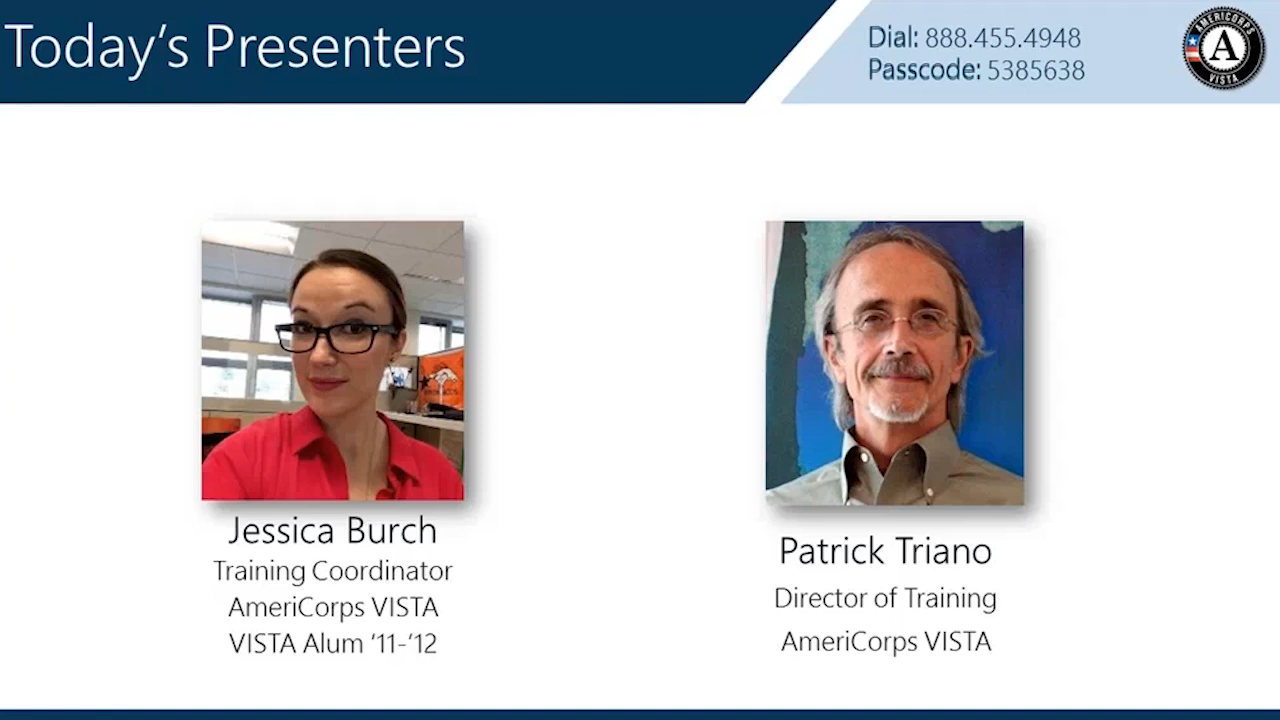 Today's Presenters
Dial: 888.455.4948
Passcode: 5385638
AMERICORPS
A
VISTA
Jessica Burch
Training Coordinator
AmeriCorps VISTA
VISTA Alum ‘11-‘12
Patrick Triano
Director of Training
AmeriCorps VISTA